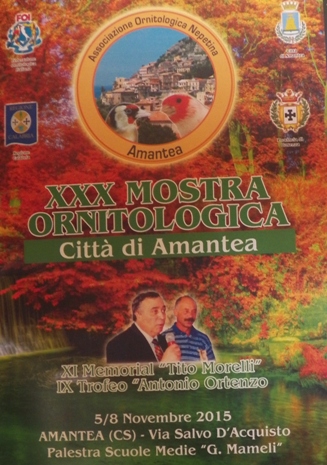 FOI
Associazione Ornitologica Nepetina
Amantea
XXX MOSTRA
ORNITOLOGICA
Città di Amantea
XI Memorial "Tito Morelli"
IX Trofeo "Antonio Ortenzo
5/8 Novembre 2015
AMANTEA (CS) - Via Salvo D'Acquisto
Palestra Scuole Medie "G. Mameli"